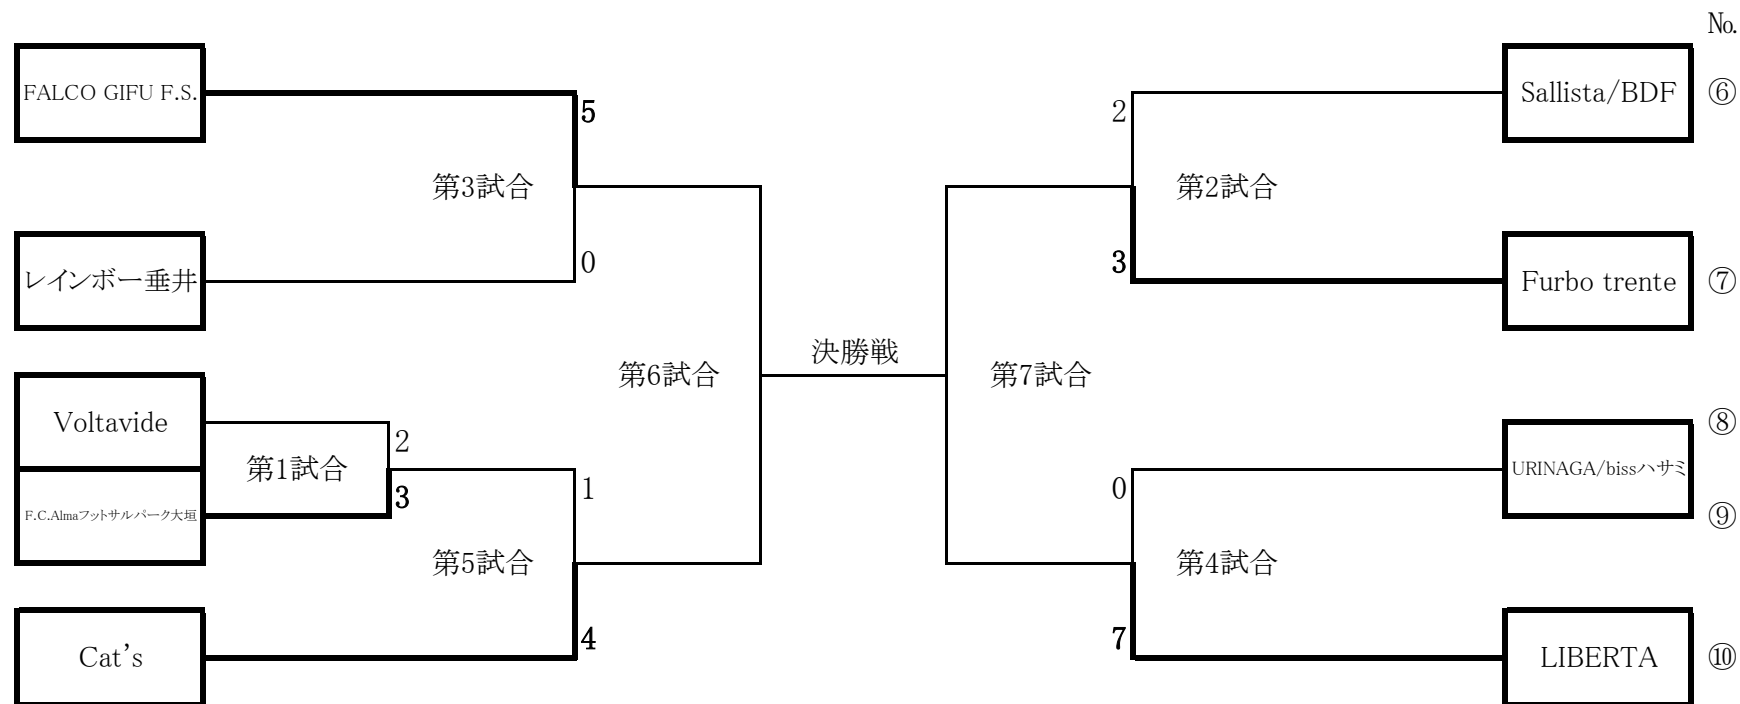 №
FALCO GIFU F.S.
5
2
Sallista/BDF
⑥
第3試合
第2試合
レインボー垂井
0
3
Furbo trente
⑦
第6試合
決勝戦
第7試合
Voltavide
2
⑧
第1試合
URINAGA/bissハサミ
F.C.Almaフットサルパーク大垣
3
1
0
⑨
第5試合
第4試合
Cat's
4
7
LIBERTA
⑩